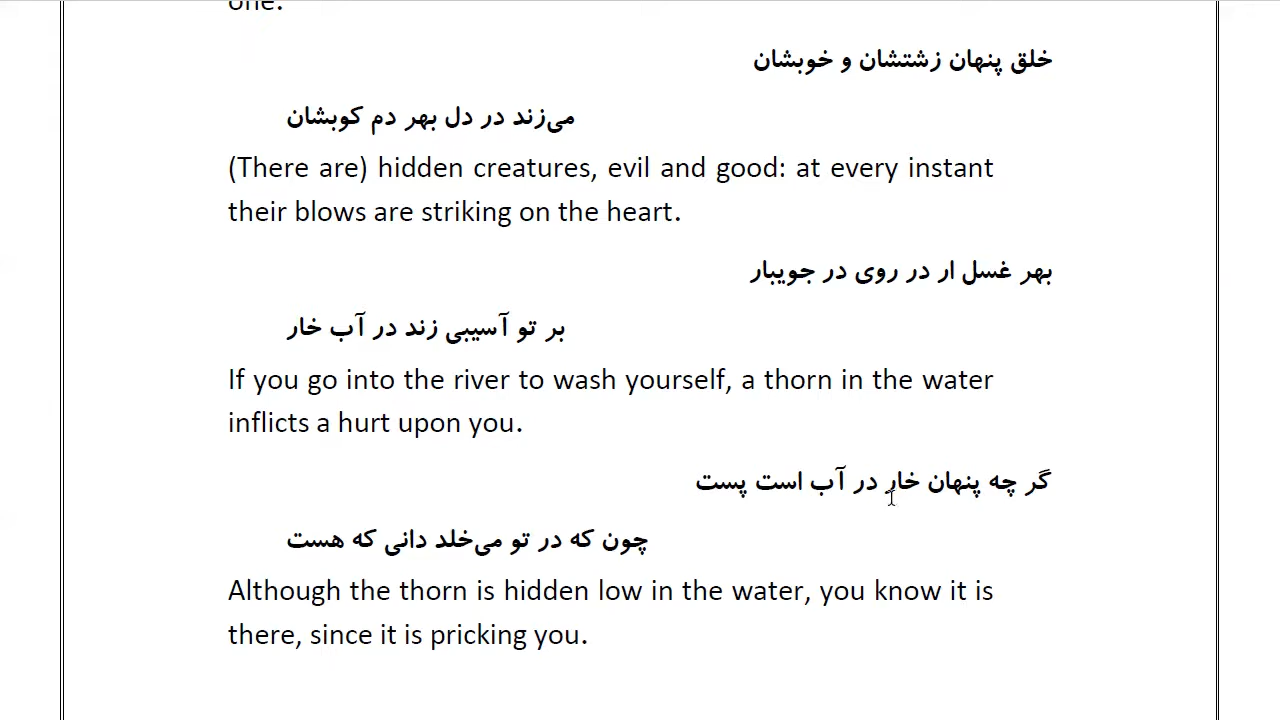 one.
خلق پنهان زشتشان و خوبشان
می‌زند در دل بهر دم کوبشان
(There are) hidden creatures, evil and good: at every instant
their blows are striking on the heart.
بهر غسل ار در روی در جویبار
بر تو آسیبی زند در آب خار
If you go into the river to wash yourself, a thorn in the water
inflicts a hurt upon you.
گر چه پنهان خار در آب است پست
چون که در تو می‌خلد دانی که هست
Although the thorn is hidden low in the water, you know it is
there, since it is pricking you.